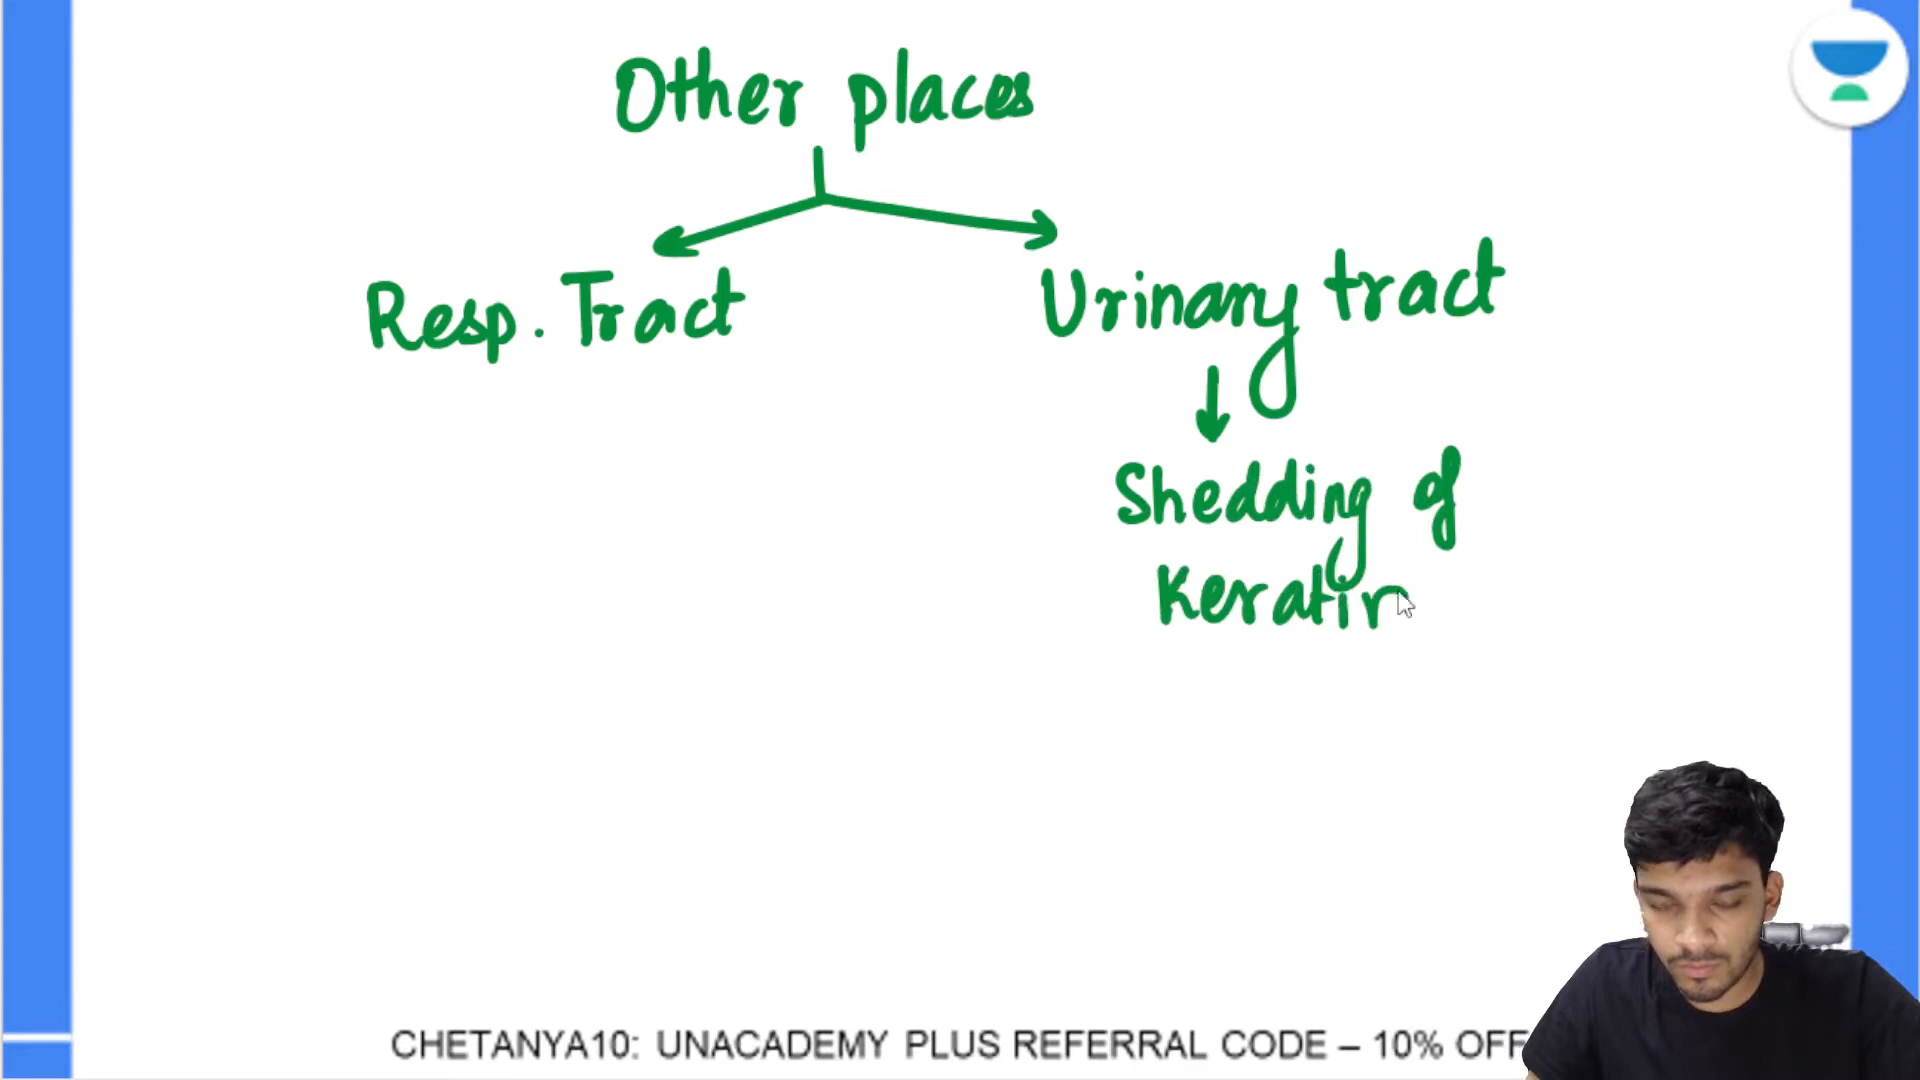 Other places
Resp. Tract
Urinary tract
Shedding of
Keratin
CHETANYA10: UNACADEMY PLUS REFERRAL CODE – 10% OFF